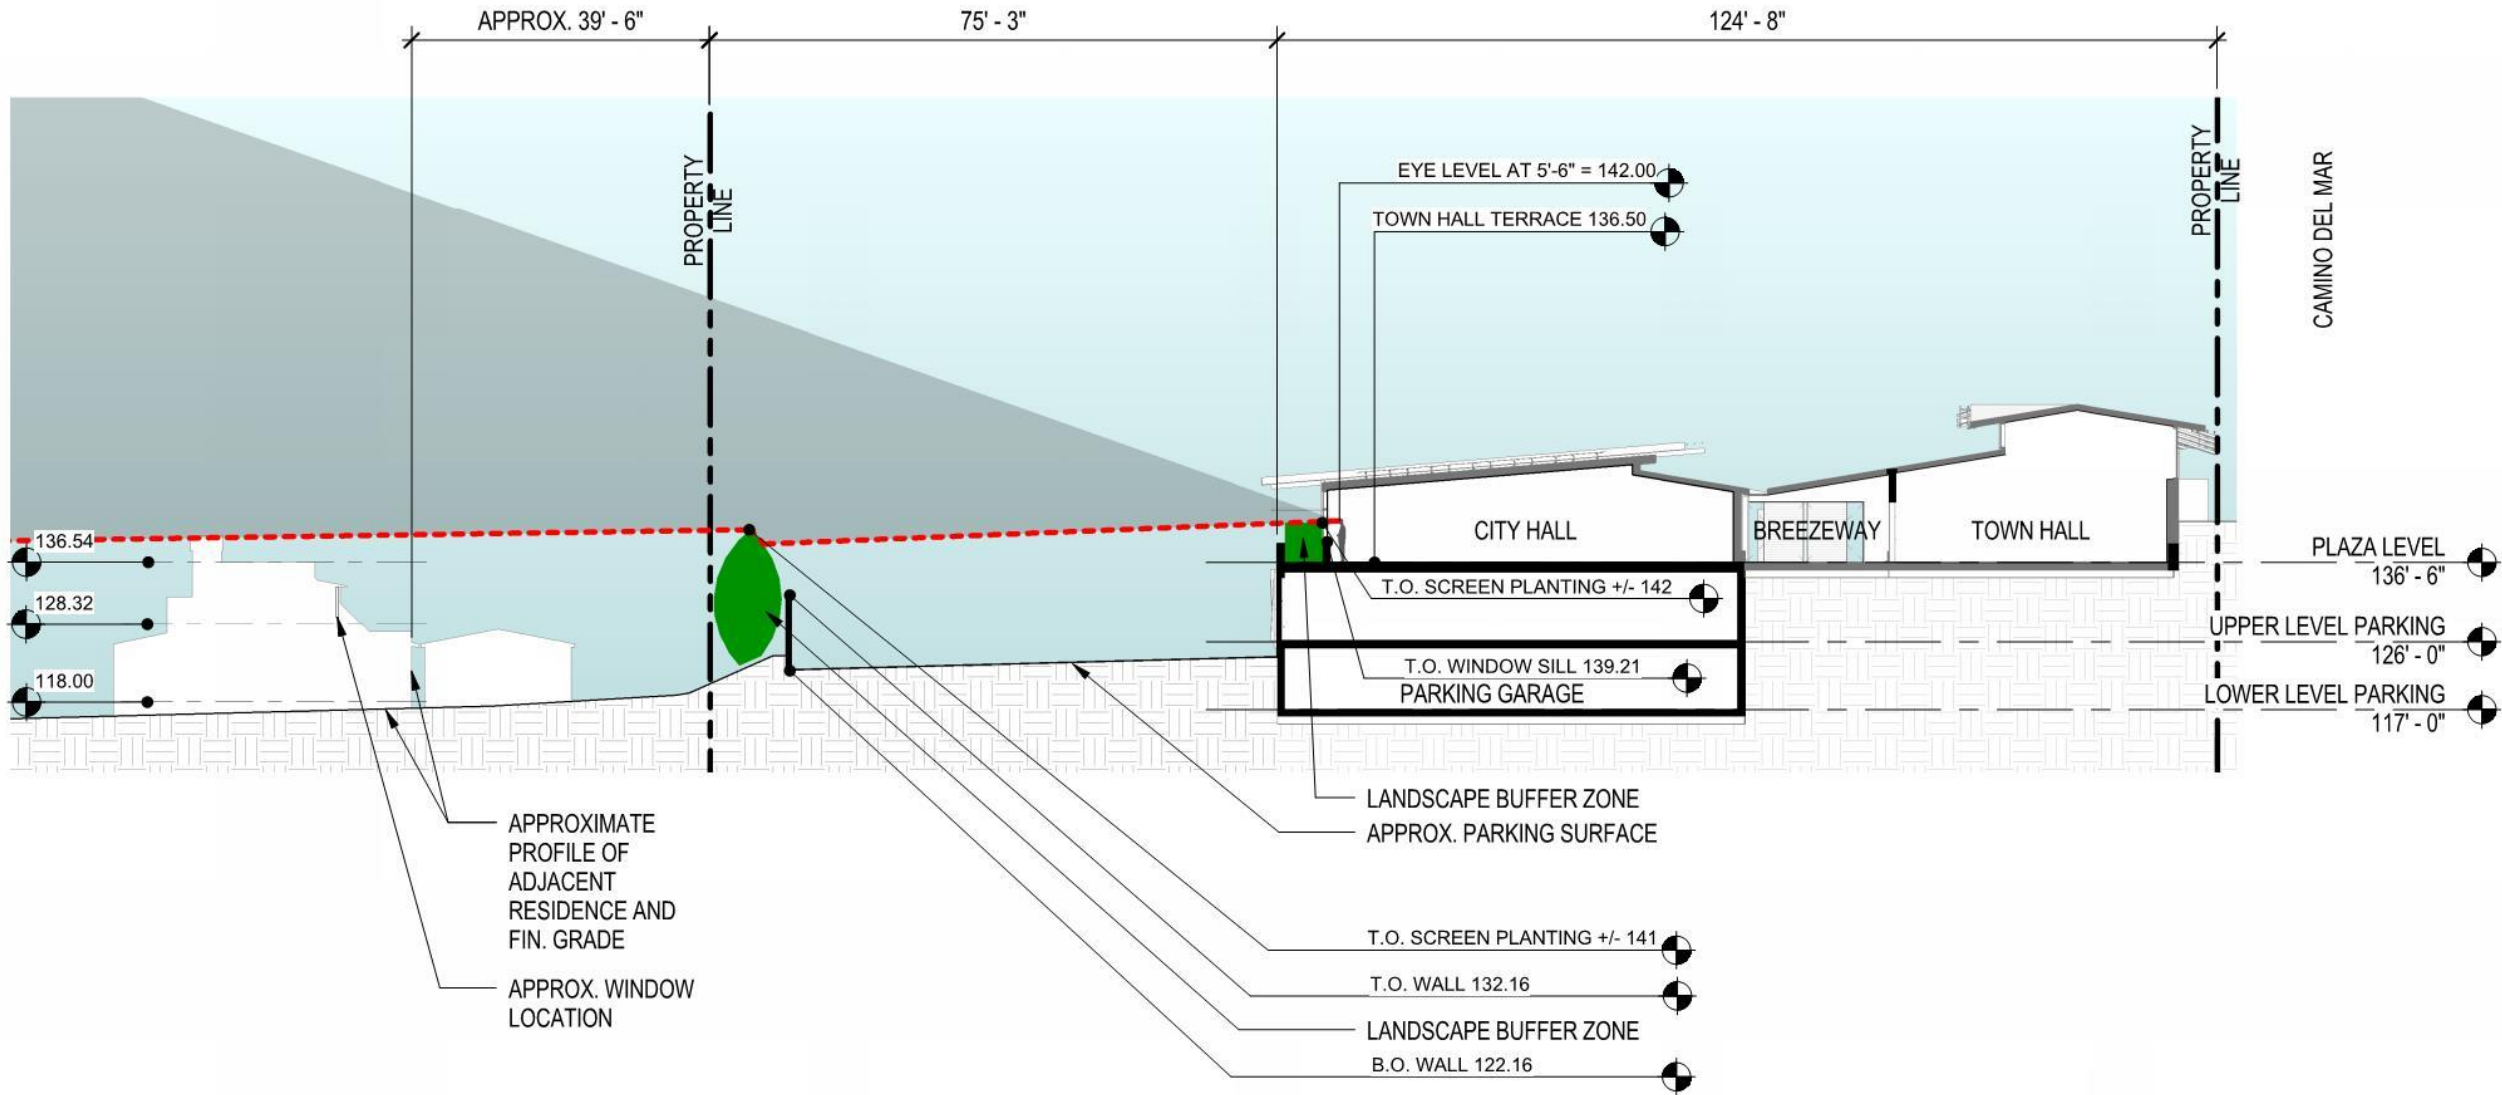 APPROX. 39' - 6"
75' - 3"
124' - 8"
PROPERTY
LINE
EYE LEVEL AT 5'-6" = 142.00
TOWN HALL TERRACE 136.50
PROPERTY
LINE
CAMINO DEL MAR
CITY HALL
BREEZEWAY
TOWN HALL
136.54
128.32
118.00
T.O. SCREEN PLANTING +/- 142
T.O. WINDOW SILL 139.21
PARKING GARAGE
PLAZA LEVEL
136' - 6"
UPPER LEVEL PARKING
126' - 0"
LOWER LEVEL PARKING
117' - 0"
LANDSCAPE BUFFER ZONE
APPROX. PARKING SURFACE
APPROXIMATE
PROFILE OF
ADJACENT
RESIDENCE AND
FIN. GRADE
APPROX. WINDOW
LOCATION
T.O. SCREEN PLANTING +/- 141
T.O. WALL 132.16
LANDSCAPE BUFFER ZONE
B.O. WALL 122.16